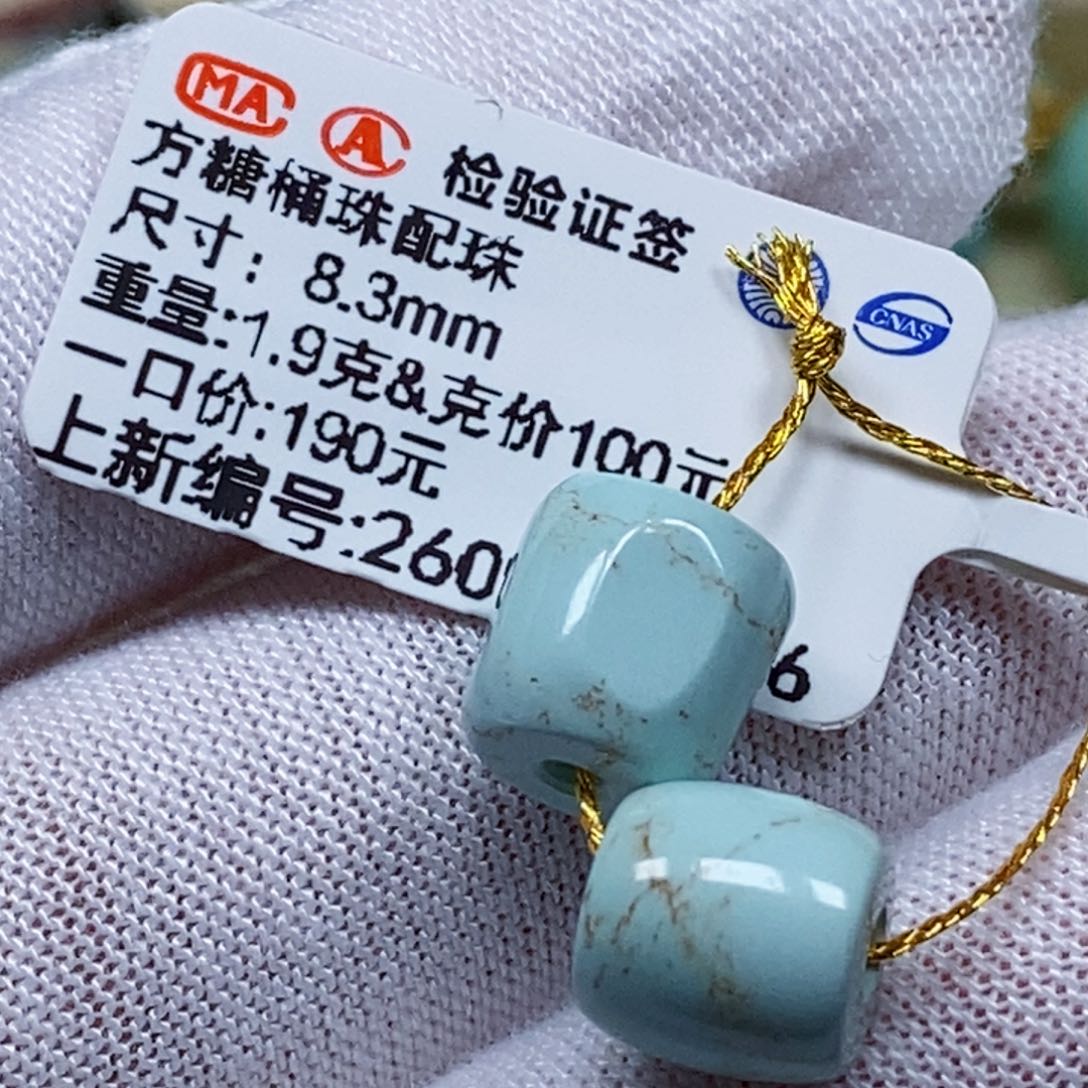 MA A 检验证签
方糖桶珠配珠
尺寸：8.3mm
CNAS
重量:1.9克&克价100元
一口价:190元
上新编号:260 6